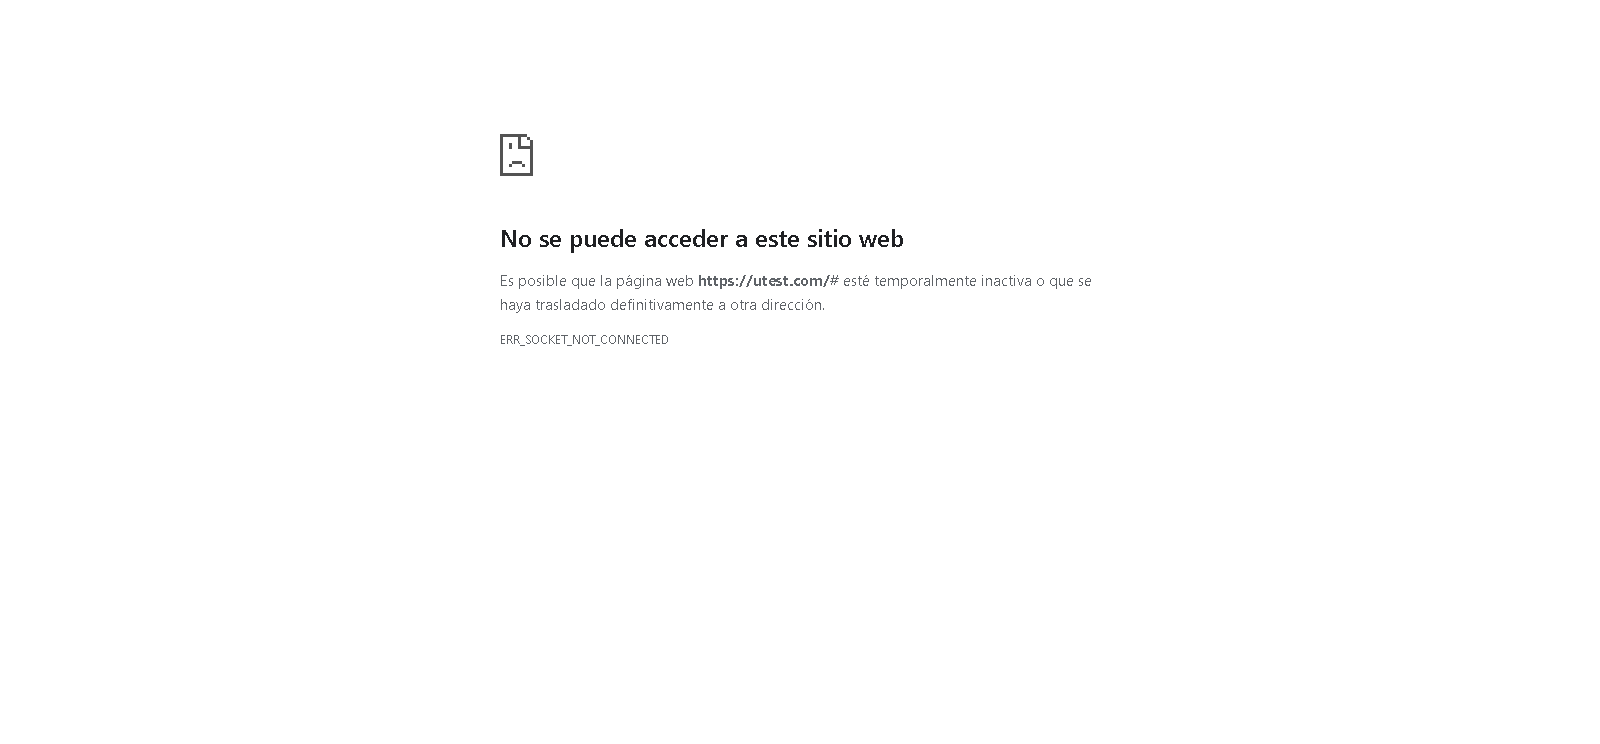 No se puede acceder a este sitio web
Es posible que la página web https://utest.com/# esté temporalmente inactiva o que se
haya trasladado definitivamente a otra dirección.
ERR_SOCKET_NOT_CONNECTED